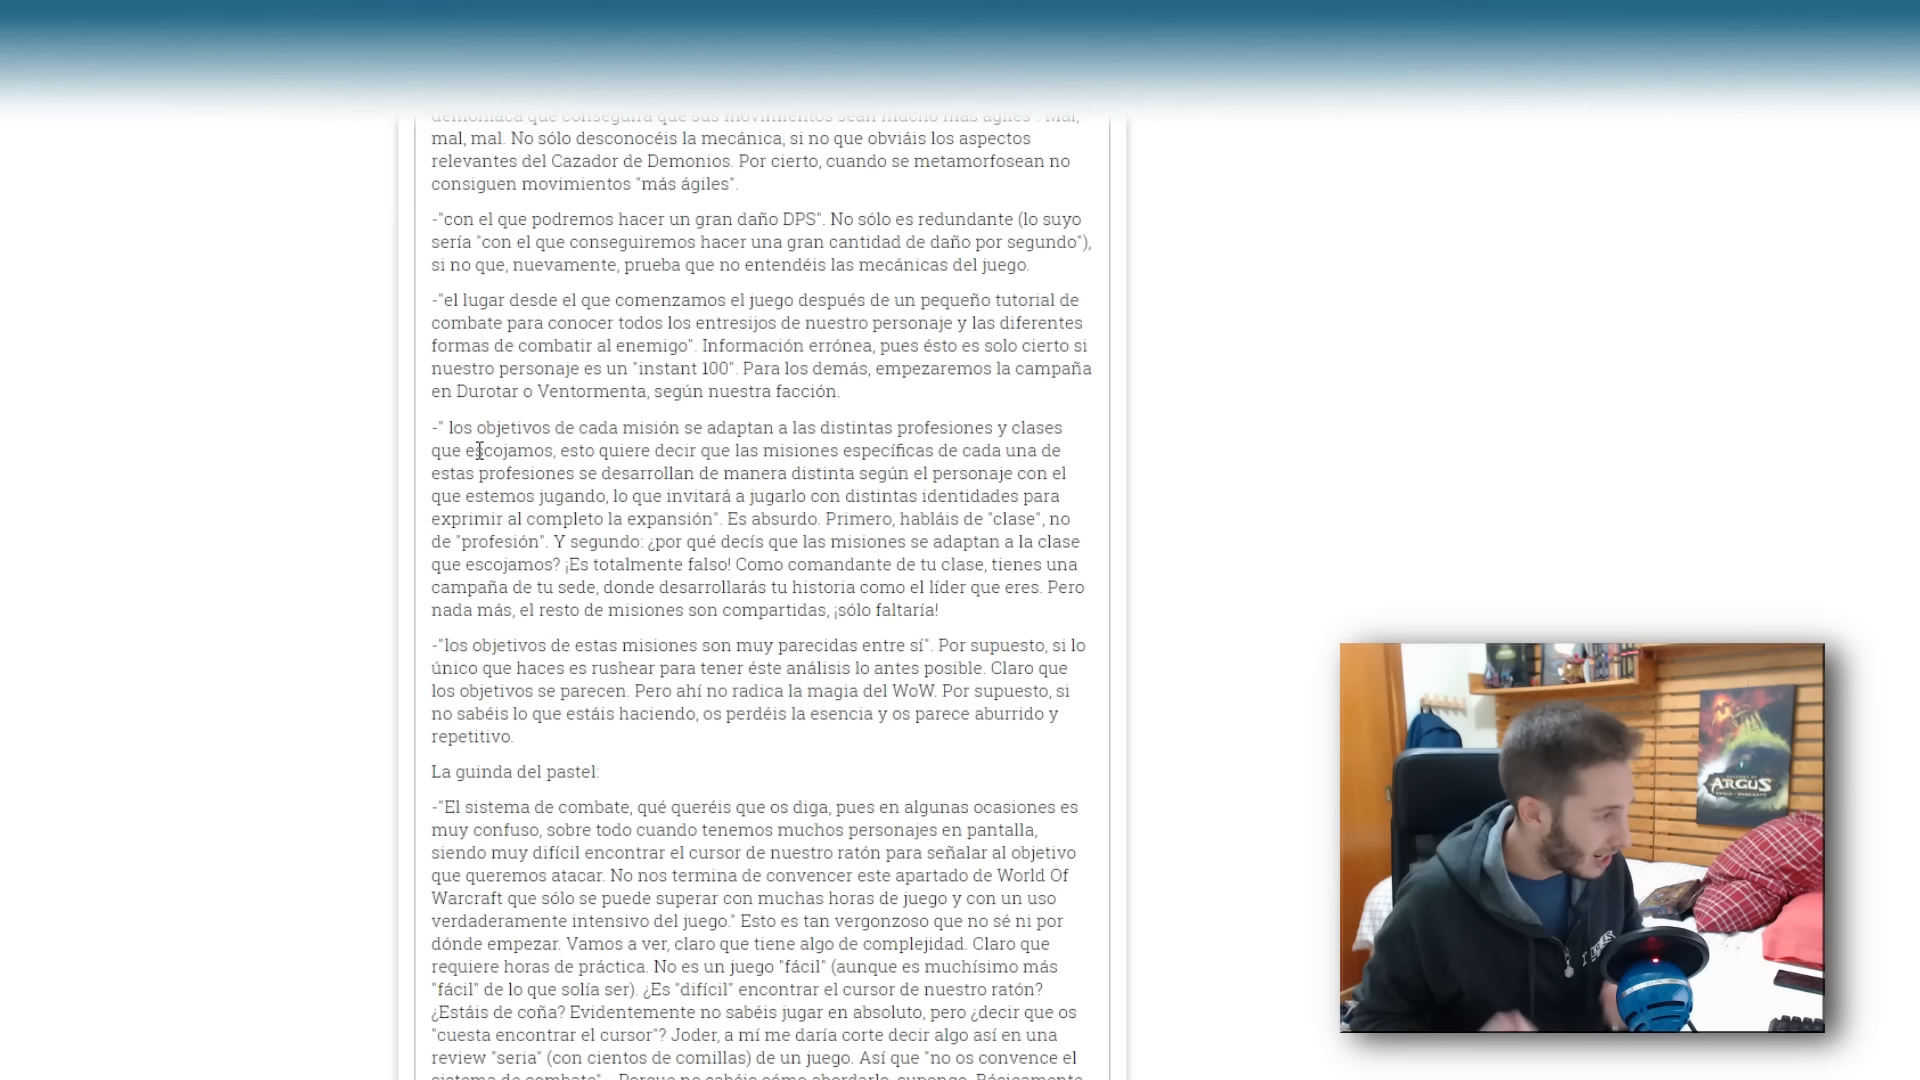 demoníaca que conseguirá que sus movimientos sean mucho más ágiles". Mal,
mal, mal. No sólo desconocéis la mecánica, si no que obviáis los aspectos
relevantes del Cazador de Demonios. Por cierto, cuando se metamorfosean no
consiguen movimientos "más ágiles".
-"con el que podremos hacer un gran daño DPS". No sólo es redundante (lo suyo
sería "con el que conseguiremos hacer una gran cantidad de daño por segundo"),
si no que, nuevamente, prueba que no entendéis las mecánicas del juego.
-"el lugar desde el que comenzamos el juego después de un pequeño tutorial de
combate para conocer todos los entresijos de nuestro personaje y las diferentes
formas de combatir al enemigo". Información errónea, pues ésto es solo cierto si
nuestro personaje es un "instant 100". Para los demás, empezaremos la campaña
en Durotar o Ventormenta, según nuestra facción.
-" los objetivos de cada misión se adaptan a las distintas profesiones y clases
que escojamos, esto quiere decir que las misiones específicas de cada una de
estas profesiones se desarrollan de manera distinta según el personaje con el
que estemos jugando, lo que invitará a jugarlo con distintas identidades para
exprimir al completo la expansión". Es absurdo. Primero, habláis de "clase", no
de "profesión". Y segundo: ¿por qué decís que las misiones se adaptan a la clase
que escojamos? ¡Es totalmente falso! Como comandante de tu clase, tienes una
campaña de tu sede, donde desarrollarás tu historia como el líder que eres. Pero
nada más, el resto de misiones son compartidas, ¡sólo faltaría!
-"los objetivos de estas misiones son muy parecidas entre sí". Por supuesto, si lo
único que haces es rushear para tener éste análisis lo antes posible. Claro que
los objetivos se parecen. Pero ahí no radica la magia del WoW. Por supuesto, si
no sabéis lo que estáis haciendo, os perdéis la esencia y os parece aburrido y
repetitivo.
La guinda del pastel:
-"El sistema de combate, qué queréis que os diga, pues en algunas ocasiones es
muy confuso, sobre todo cuando tenemos muchos personajes en pantalla,
siendo muy difícil encontrar el cursor de nuestro ratón para señalar al objetivo
que queremos atacar. No nos termina de convencer este apartado de World Of
Warcraft que sólo se puede superar con muchas horas de juego y con un uso
verdaderamente intensivo del juego." Esto es tan vergonzoso que no sé ni por
dónde empezar. Vamos a ver, claro que tiene algo de complejidad. Claro que
requiere horas de práctica. No es un juego "fácil" (aunque es muchísimo más
"fácil" de lo que solía ser). ¿Es "difícil" encontrar el cursor de nuestro ratón?
¿Estáis de coña? Evidentemente no sabéis jugar en absoluto, pero ¿decir que os
"cuesta encontrar el cursor"? Joder, a mí me daría corte decir algo así en una
review "seria" (con cientos de comillas) de un juego. Así que "no os convence el
sistema de combate"... Porque no sabéis cómo abordarlo, supongo. Básicamente
ARGUS